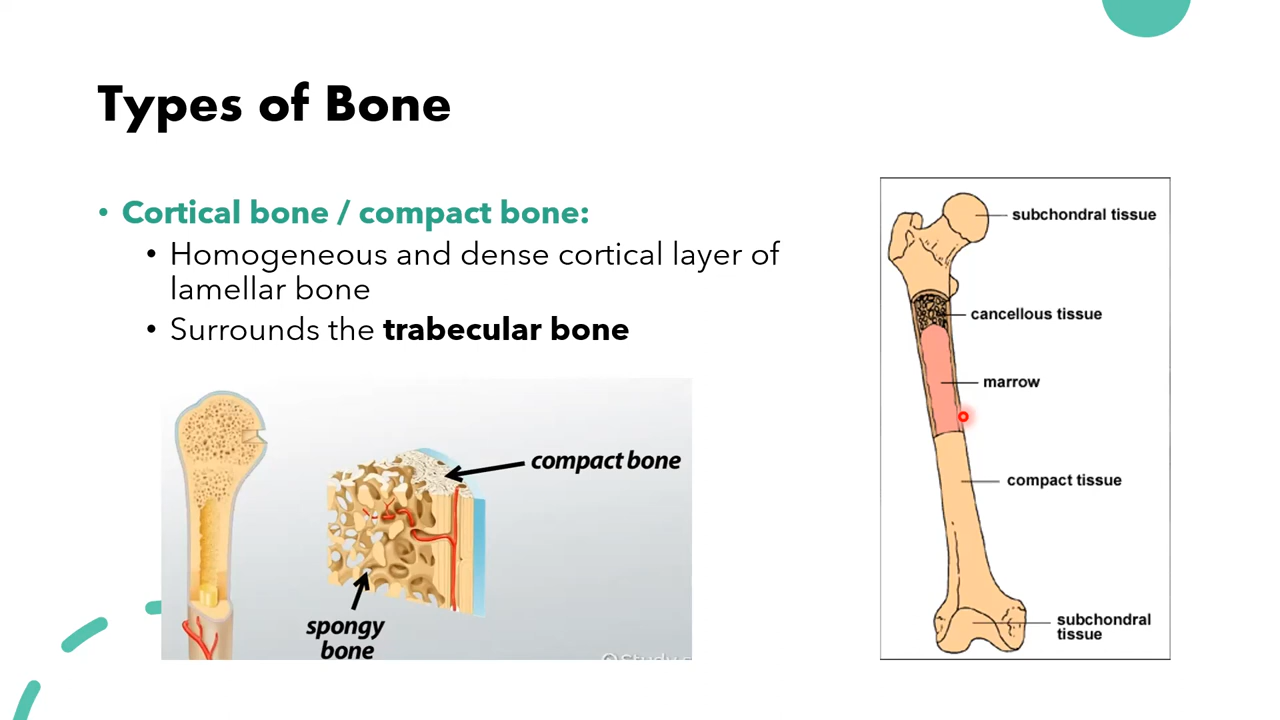 Types of Bone
• Cortical bone / compact bone:
• Homogeneous and dense cortical layer of
lamellar bone
• Surrounds the trabecular bone
compact bone
spongy
bone
subchondral tissue
cancellous tissue
marrow
compact tissue
subchondral
tissue